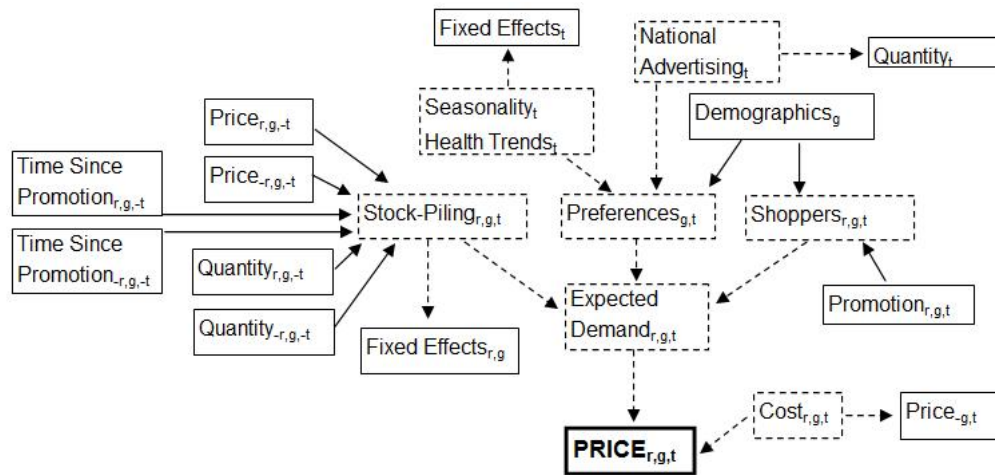 Fixed Effects_t
National
Advertising_t
Quantity_t
Seasonality_t
Health Trends_t
Demographics_g
Price_r,g,-t
Price_-r,g,-t
Time Since
Promotion_r,g,-t
Time Since
Promotion_-r,g,-t
Stock-Piling_r,g,t
Preferences_g,t
Shoppers_r,g,t
Quantity_r,g,-t
Quantity_-r,g,-t
Fixed Effects_r,g
Expected
Demand_r,g,t
Promotion_r,g,t
PRICE_r,g,t
Cost_r,g,t
Price_-g,t